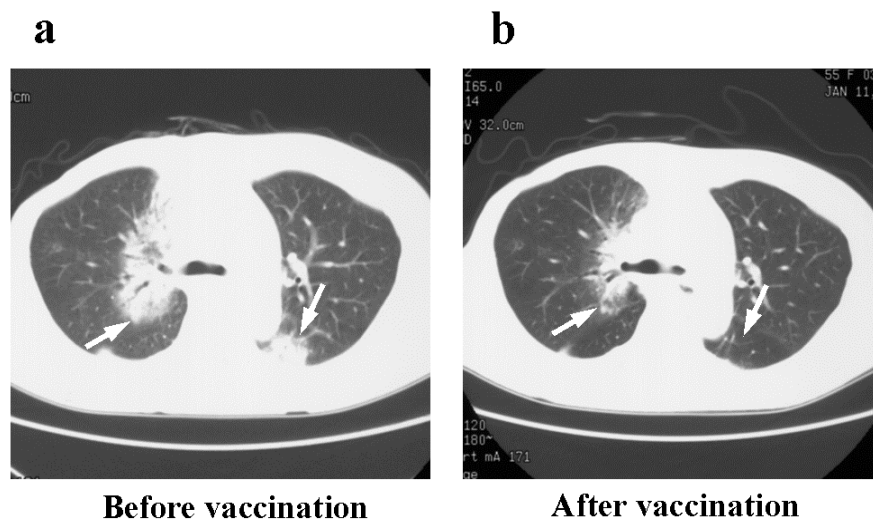 a
b
cm
2
I65.0
14
V 32.0cm
D
55 F 03
JAN 11,
120
180~
rt mA 171
ge
Before vaccination
After vaccination